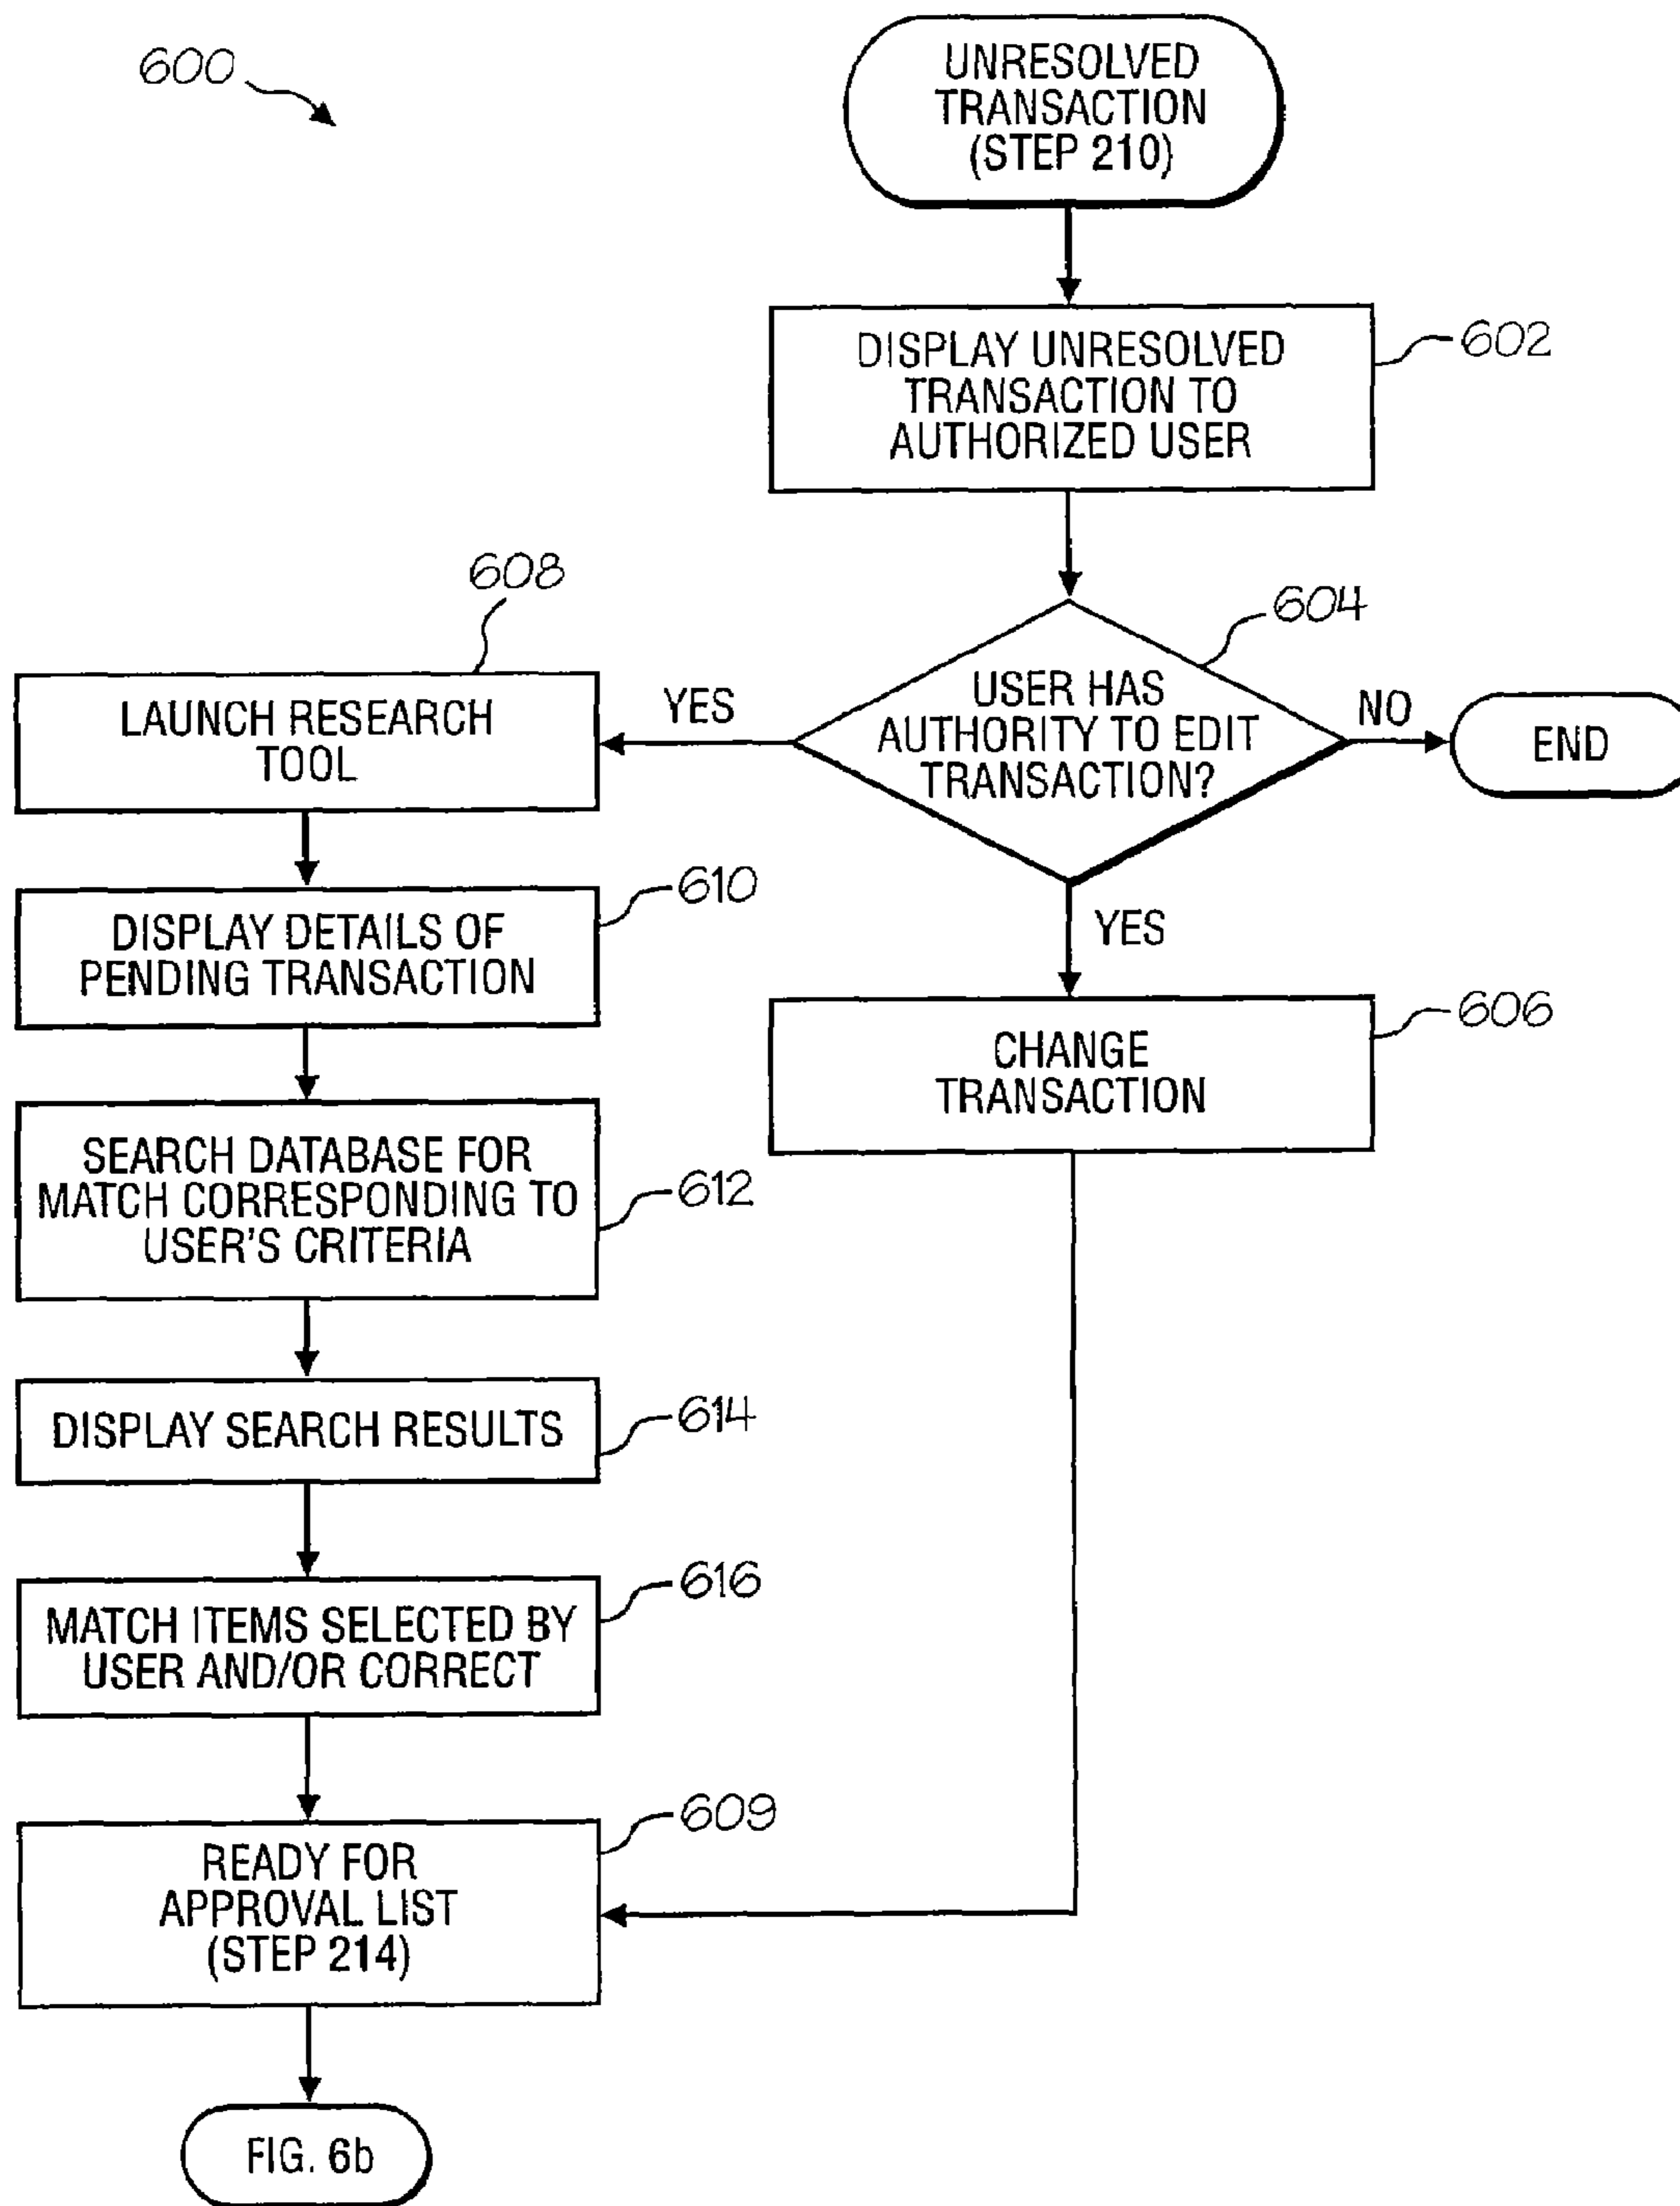 600
UNRESOLVED
TRANSACTION
(STEP 210)
DISPLAY UNRESOLVED
TRANSACTION TO
AUTHORIZED USER
602
604
USER HAS
AUTHORITY TO EDIT
TRANSACTION?
NO
END
YES
608
LAUNCH RESEARCH
TOOL
YES
CHANGE
TRANSACTION
606
DISPLAY DETAILS OF
PENDING TRANSACTION
610
SEARCH DATABASE FOR
MATCH CORRESPONDING TO
USER'S CRITERIA
612
DISPLAY SEARCH RESULTS
614
MATCH ITEMS SELECTED BY
USER AND/OR CORRECT
616
READY FOR
APPROVAL LIST
(STEP 214)
609
FIG. 6b